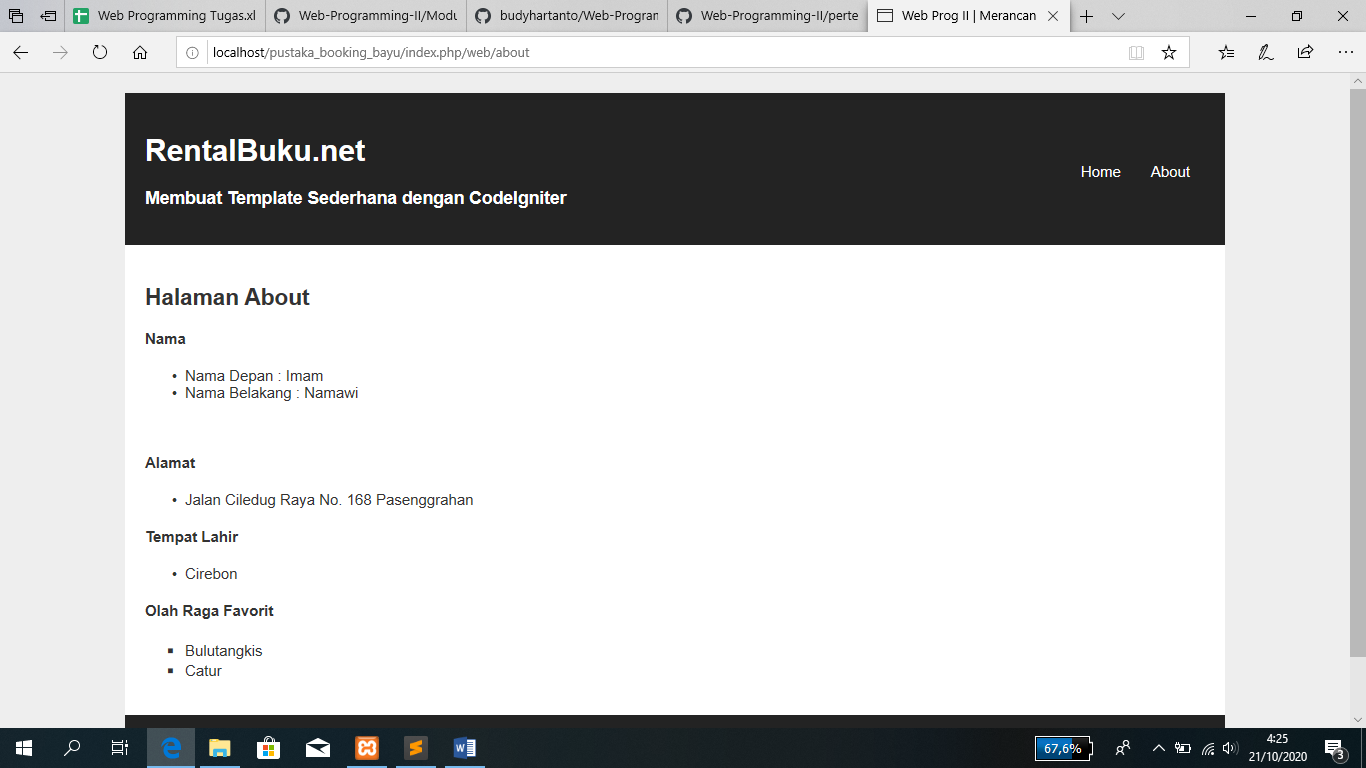 Web Programming Tugas.xl
Web-Programming-II/Modu
budyhartanto/Web-Program
Web-Programming-II/perte
Web Prog II | Merancan
localhost/pustaka_booking_bayu/index.php/web/about
RentalBuku.net
Membuat Template Sederhana dengan CodeIgniter
Home
About
Halaman About
Nama
• Nama Depan : Imam
• Nama Belakang : Namawi
Alamat
• Jalan Ciledug Raya No. 168 Pasenggrahan
Tempat Lahir
• Cirebon
Olah Raga Favorit
▪ Bulutangkis
▪ Catur
67,6%
4:25
21/10/2020
3